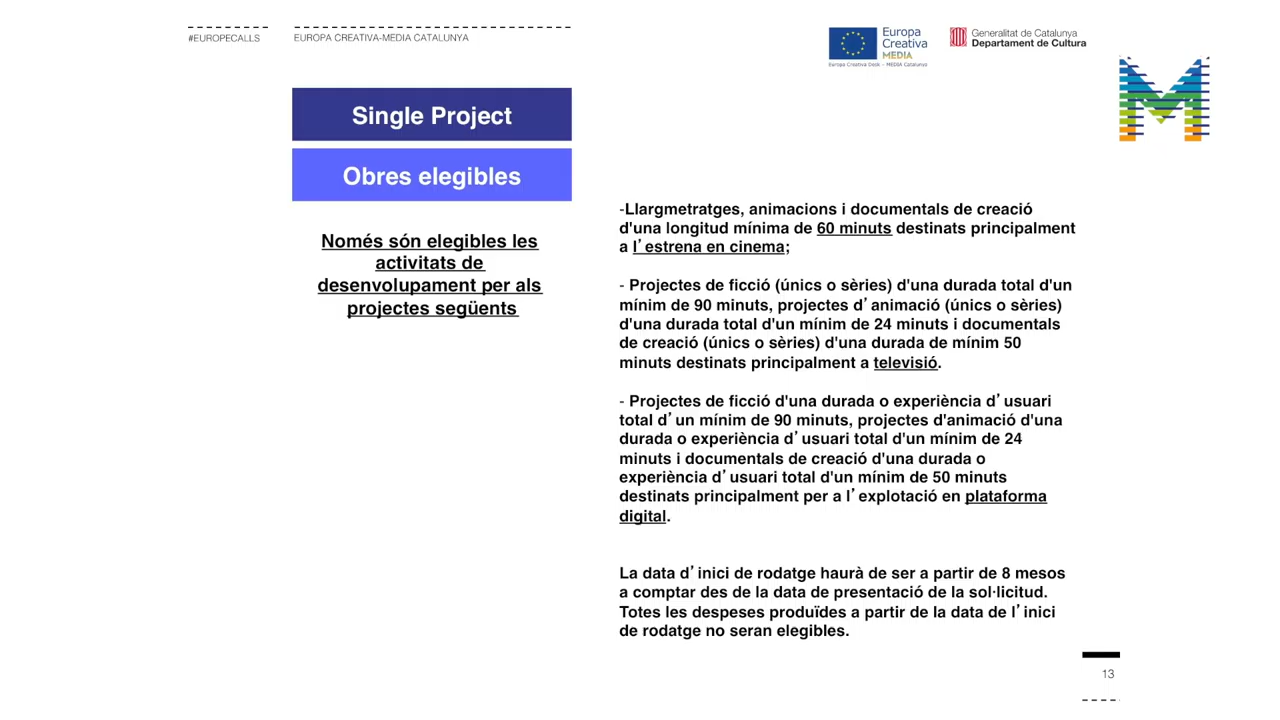 #EUROPECALLS
EUROPA CREATIVA-MEDIA CATALUNYA
Europa
Creativa
MEDIA
Europa Creativa Desk - MEDIA Catalunya
Generalitat de Catalunya
Departament de Cultura
Single Project
Obres elegibles
Només són elegibles les
activitats de
desenvolupament per als
projectes següents
-Llargmetratges, animacions i documentals de creació
d'una longitud mínima de 60 minuts destinats principalment
a l’estrena en cinema;
- Projectes de ficció (únics o sèries) d'una durada total d'un
mínim de 90 minuts, projectes d’animació (únics o sèries)
d'una durada total d'un mínim de 24 minuts i documentals
de creació (únics o sèries) d'una durada de mínim 50
minuts destinats principalment a televisió.
- Projectes de ficció d'una durada o experiència d’usuari
total d’un mínim de 90 minuts, projectes d'animació d'una
durada o experiència d’usuari total d'un mínim de 24
minuts i documentals de creació d'una durada o
experiència d’usuari total d'un mínim de 50 minuts
destinats principalment per a l’explotació en plataforma
digital.
La data d’inici de rodatge haurà de ser a partir de 8 mesos
a comptar des de la data de presentació de la sol·licitud.
Totes les despeses produïdes a partir de la data de l’inici
de rodatge no seran elegibles.
13